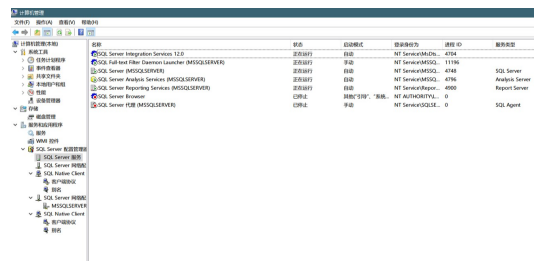 计算机管理
文件(F) 操作(A) 查看(V) 帮助(H)
计算机管理(本地)
系统工具
任务计划程序
事件查看器
共享文件夹
本地用户和组
性能
设备管理器
存储
磁盘管理
服务和应用程序
服务
WMI 控件
SQL Server 配置管理器
SQL Server 服务
SQL Server 网络配
SQL Native Client
客户端协议
别名
SQL Server 网络配
MSSQLSERVER
SQL Native Client
客户端协议
别名
名称 状态 启动模式 登录身份为 进程 ID 服务类型
SQL Server Integration Services 12.0 正在运行 自动 NT Service\MsDts... 4704
SQL Full-text Filter Daemon Launcher (MSSQLSERVER) 正在运行 手动 NT Service\MSSQ... 11196
SQL Server (MSSQLSERVER) 正在运行 自动 NT Service\MSSQ... 4748 SQL Server
SQL Server Analysis Services (MSSQLSERVER) 正在运行 自动 NT Service\MSSQ... 4796 Analysis Server
SQL Server Reporting Services (MSSQLSERVER) 正在运行 自动 NT Service\Repor... 4900 Report Server
SQL Server Browser 已停止 其他("引导"、"系统... NT AUTHORITY\L... 0
SQL Server 代理 (MSSQLSERVER) 已停止 手动 NT Service\SQLSE... 0 SQL Agent